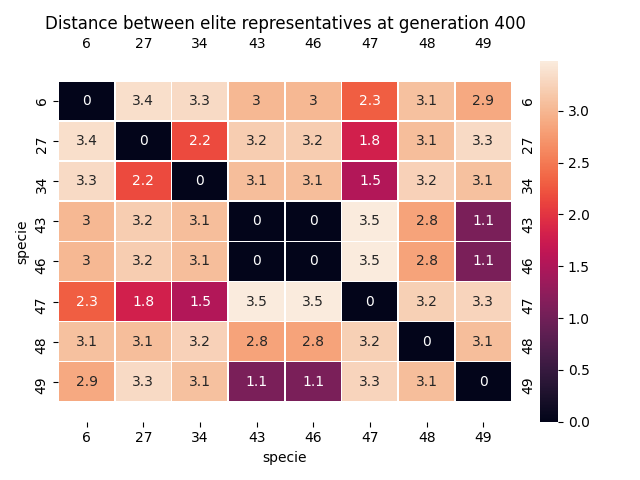 Distance between elite representatives at generation 400
6 27 34 43 46 47 48 49
6 0 3.4 3.3 3 3 2.3 3.1 2.9 6
27 3.4 0 2.2 3.2 3.2 1.8 3.1 3.3 27
34 3.3 2.2 0 3.1 3.1 1.5 3.2 3.1 34
43 3 3.2 3.1 0 0 3.5 2.8 1.1 43
46 3 3.2 3.1 0 0 3.5 2.8 1.1 46
47 2.3 1.8 1.5 3.5 3.5 0 3.2 3.3 47
48 3.1 3.1 3.2 2.8 2.8 3.2 0 3.1 48
49 2.9 3.3 3.1 1.1 1.1 3.3 3.1 0 49
6 27 34 43 46 47 48 49
specie
specie
3.0
2.5
2.0
1.5
1.0
0.5
0.0